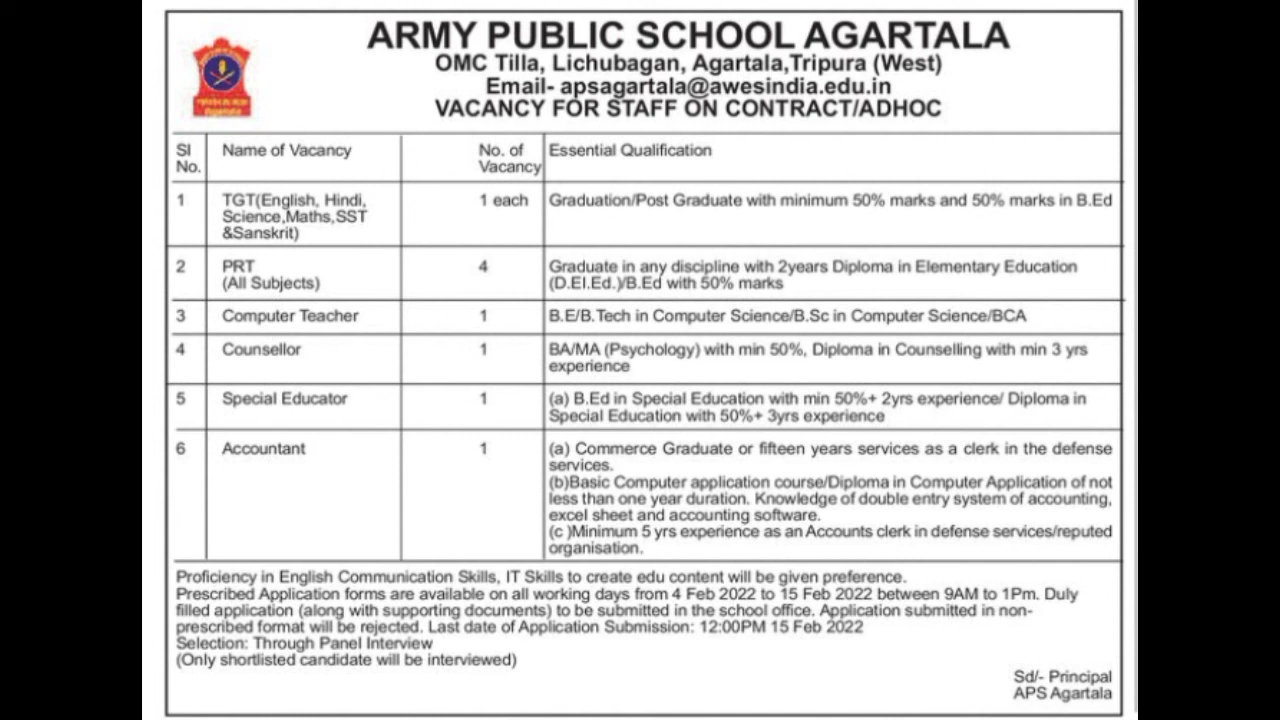 ARMY PUBLIC SCHOOL AGARTALA
OMC Tilla, Lichubagan, Agartala,Tripura (West)
Email- apsagartala@awesindia.edu.in
VACANCY FOR STAFF ON CONTRACT/ADHOC
Agartala
Sl No. Name of Vacancy No. of Vacancy Essential Qualification
1 TGT(English, Hindi, 1 each Graduation/Post Graduate with minimum 50% marks and 50% marks in B.Ed
Science,Maths,SST
&Sanskrit)
2 PRT 4 Graduate in any discipline with 2years Diploma in Elementary Education
(All Subjects) (D.El.Ed.)/B.Ed with 50% marks
3 Computer Teacher 1 B.E/B.Tech in Computer Science/B.Sc in Computer Science/BCA
4 Counsellor 1 BA/MA (Psychology) with min 50%, Diploma in Counselling with min 3 yrs
experience
5 Special Educator 1 (a) B.Ed in Special Education with min 50%+ 2yrs experience/ Diploma in
Special Education with 50%+ 3yrs experience
6 Accountant 1 (a) Commerce Graduate or fifteen years services as a clerk in the defense
services.
(b)Basic Computer application course/Diploma in Computer Application of not
less than one year duration. Knowledge of double entry system of accounting,
excel sheet and accounting software.
(c )Minimum 5 yrs experience as an Accounts clerk in defense services/reputed
organisation.
Proficiency in English Communication Skills, IT Skills to create edu content will be given preference.
Prescribed Application forms are available on all working days from 4 Feb 2022 to 15 Feb 2022 between 9AM to 1Pm. Duly
filled application (along with supporting documents) to be submitted in the school office. Application submitted in non-
prescribed format will be rejected. Last date of Application Submission: 12:00PM 15 Feb 2022
Selection: Through Panel Interview
(Only shortlisted candidate will be interviewed)
Sd/- Principal
APS Agartala